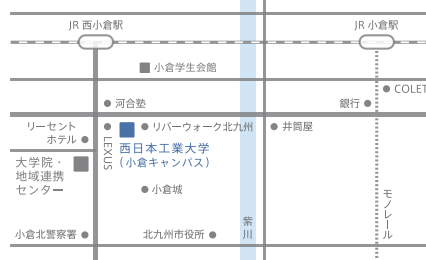 JR 西小倉駅
JR 小倉駅
小倉学生会館
COLET
河合塾
銀行
リーセント
ホテル
LEXUS
リバーウォーク北九州
井筒屋
西日本工業大学
(小倉キャンパス)
大学院・
地域連携
センター
小倉城
モノレール
紫川
小倉北警察署
北九州市役所